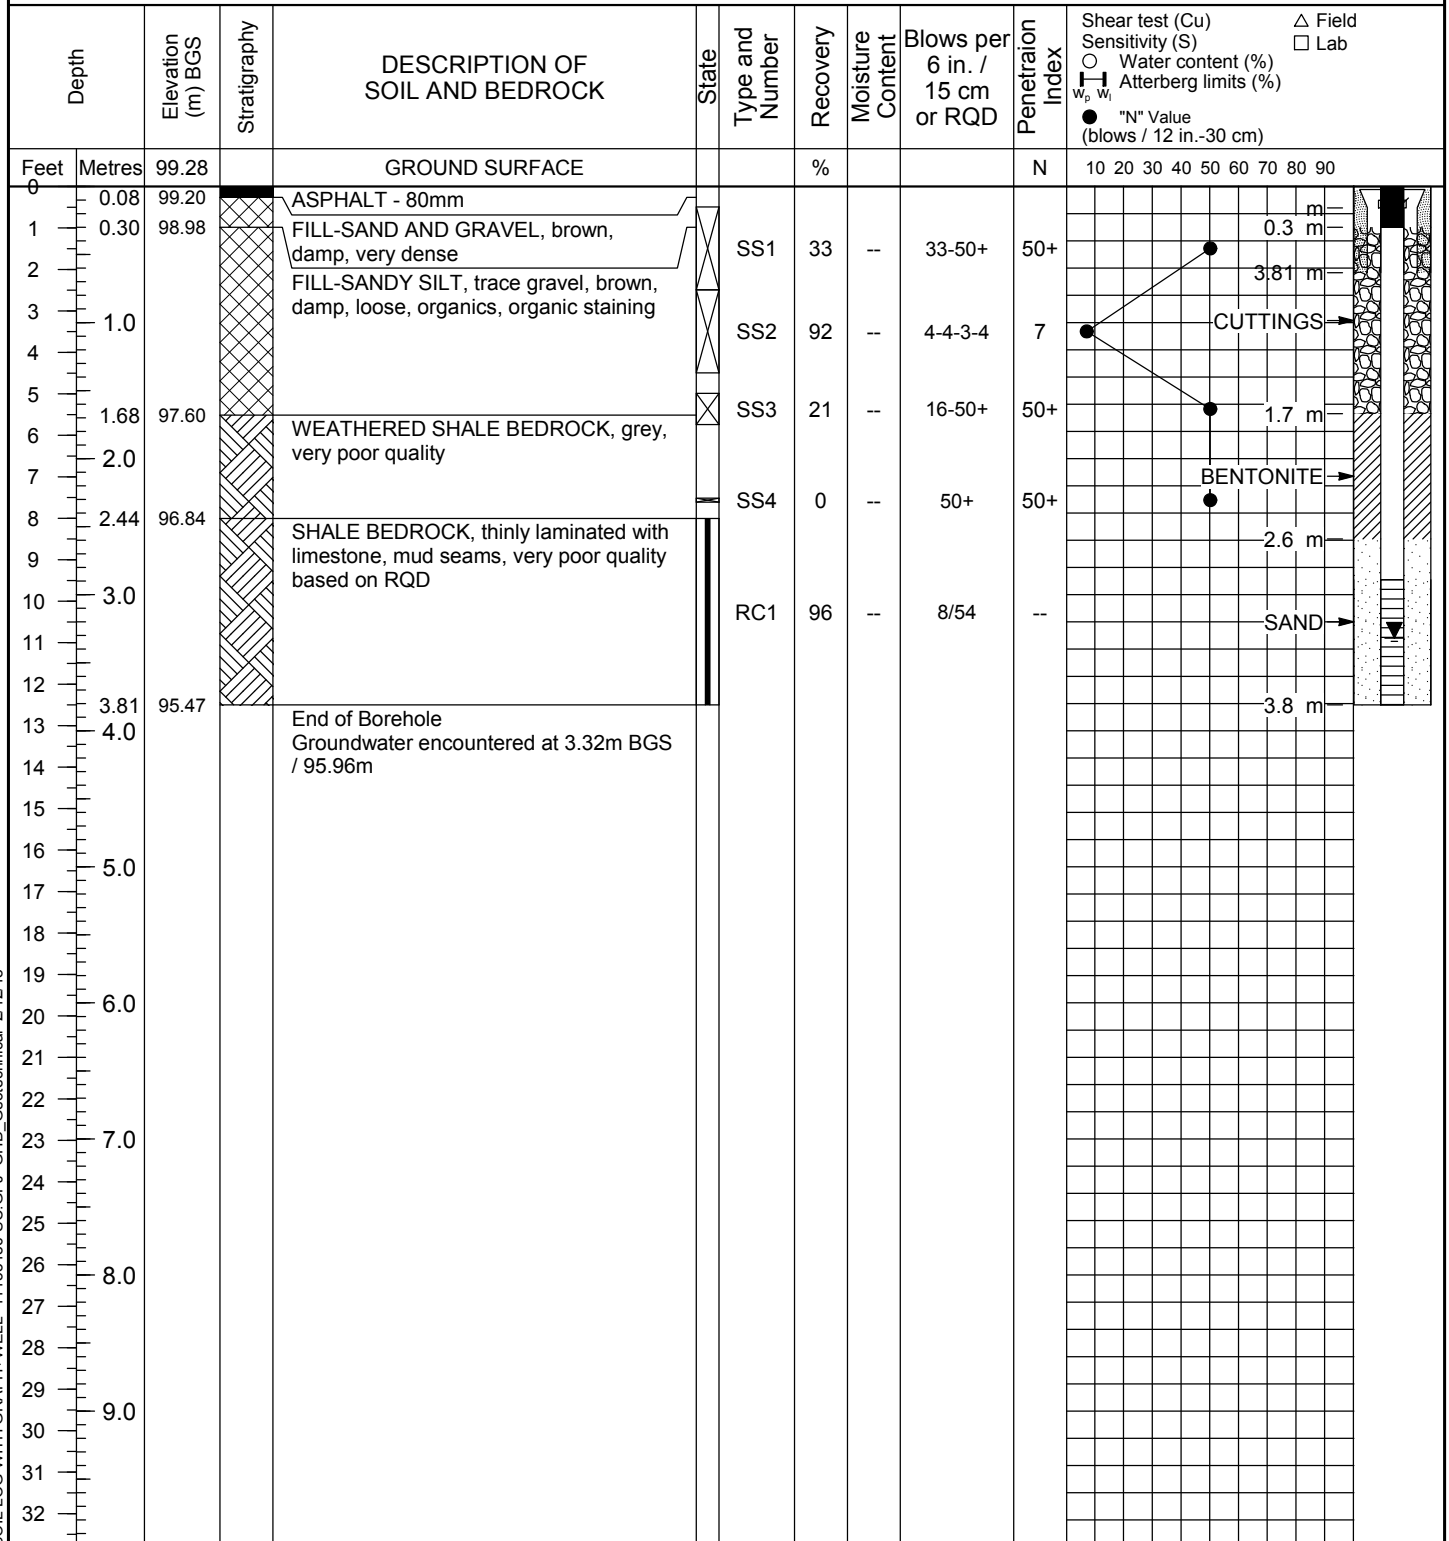 Depth
Elevation (m) BGS
Stratigraphy
DESCRIPTION OF
SOIL AND BEDROCK
State
Type and Number
Recovery
Moisture Content
Blows per
6 in. /
15 cm
or RQD
Penetraion Index
Shear test (Cu)
△ Field
Sensitivity (S)
□ Lab
○ Water content (%)
Wp Wl Atterberg limits (%)
● "N" Value
(blows / 12 in.-30 cm)
Feet Metres 99.28 GROUND SURFACE % N 10 20 30 40 50 60 70 80 90
0
0.08 99.20 ASPHALT - 80mm
m
1 0.30 98.98 FILL-SAND AND GRAVEL, brown,
0.3 m
damp, very dense
SS1 33 -- 33-50+ 50+
2
3.81 m
FILL-SANDY SILT, trace gravel, brown,
damp, loose, organics, organic staining
3
1.0
CUTTINGS
SS2 92 -- 4-4-3-4 7
4
5
SS3 21 -- 16-50+ 50+
1.68 97.60
1.7 m
WEATHERED SHALE BEDROCK, grey,
very poor quality
6
2.0
7
BENTONITE
SS4 0 -- 50+ 50+
8 2.44 96.84
SHALE BEDROCK, thinly laminated with
limestone, mud seams, very poor quality
based on RQD
2.6 m
9
10 3.0
RC1 96 -- 8/54 --
SAND
11
12
3.81 95.47
3.8 m
End of Borehole
Groundwater encountered at 3.32m BGS
/ 95.96m
13
4.0
14
15
16
5.0
17
18
19
6.0
20
21
22
23 7.0
24
25
26
8.0
27
28
29
9.0
30
31
32